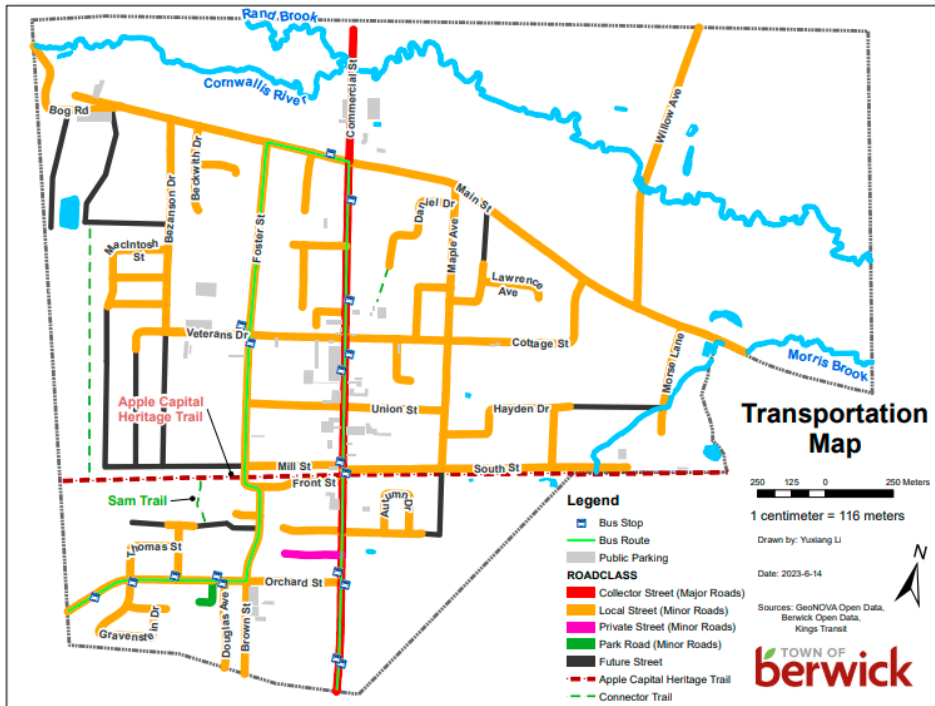 Rand Brook
Cornwallis River
Commercial St
Bog Rd
Willow Ave
Beckwith Dr
Bezanson Dr
Main St
Daniel Dr
Foster St
Maple Ave
MacIntosh
St
Lawrence
Ave
Veterans Dr
Cottage St
Morse Lane
Morris Brook
Apple Capital
Heritage Trail
Union St
Hayden Dr
Transportation
Map
Mill St
South St
Front St
Sam Trail
Autumn Dr
Thomas St
Orchard St
Gravenstein Dr
Douglas Ave
Brown St
250 125 0 250 Meters
1 centimeter = 116 meters
Drawn by: Yuxiang Li
Date: 2023-6-14
Sources: GeoNOVA Open Data,
Berwick Open Data,
Kings Transit
N
TOWN OF
berwick
Legend
Bus Stop
Bus Route
Public Parking
ROADCLASS
Collector Street (Major Roads)
Local Street (Minor Roads)
Private Street (Minor Roads)
Park Road (Minor Roads)
Future Street
Apple Capital Heritage Trail
Connector Trail